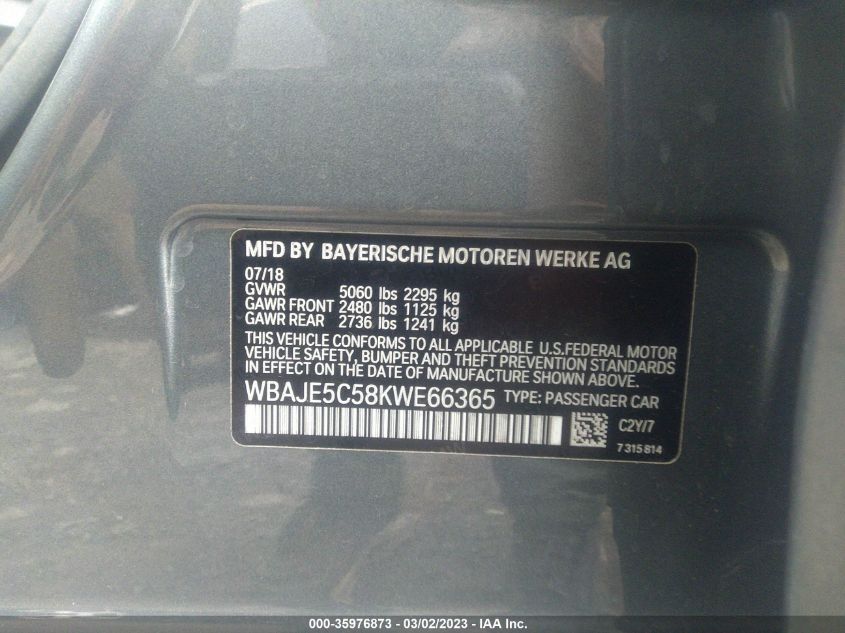 MFD BY BAYERISCHE MOTOREN WERKE AG
07/18
GVWR 5060 lbs 2295 kg
GAWR FRONT 2480 lbs 1125 kg
GAWR REAR 2736 lbs 1241 kg
THIS VEHICLE CONFORMS TO ALL APPLICABLE U.S.FEDERAL MOTOR
VEHICLE SAFETY, BUMPER AND THEFT PREVENTION STANDARDS
IN EFFECT ON THE DATE OF MANUFACTURE SHOWN ABOVE.
WBAJE5C58KWE66365 TYPE: PASSENGER CAR
C2Y/7
7315814
000-35976873 - 03/02/2023 - IAA Inc.